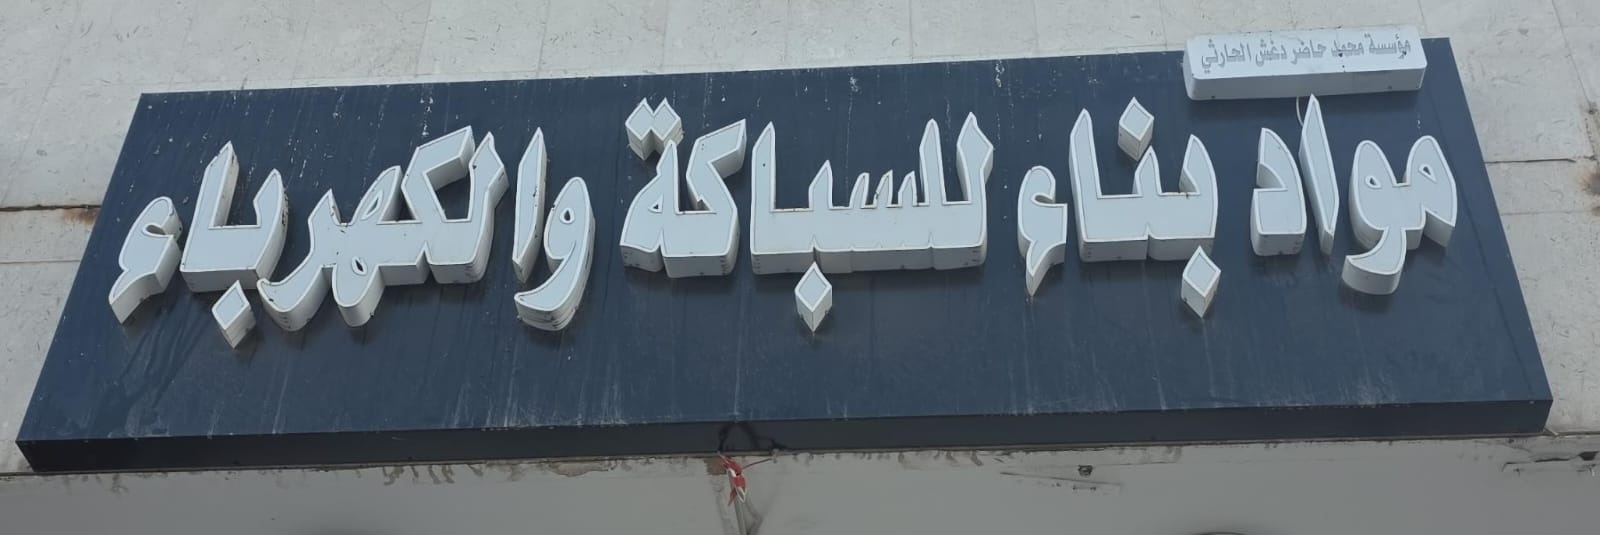 مؤسسة محمد حاضر دغش الحارثي
مواد بناء للسباكة والكهرباء